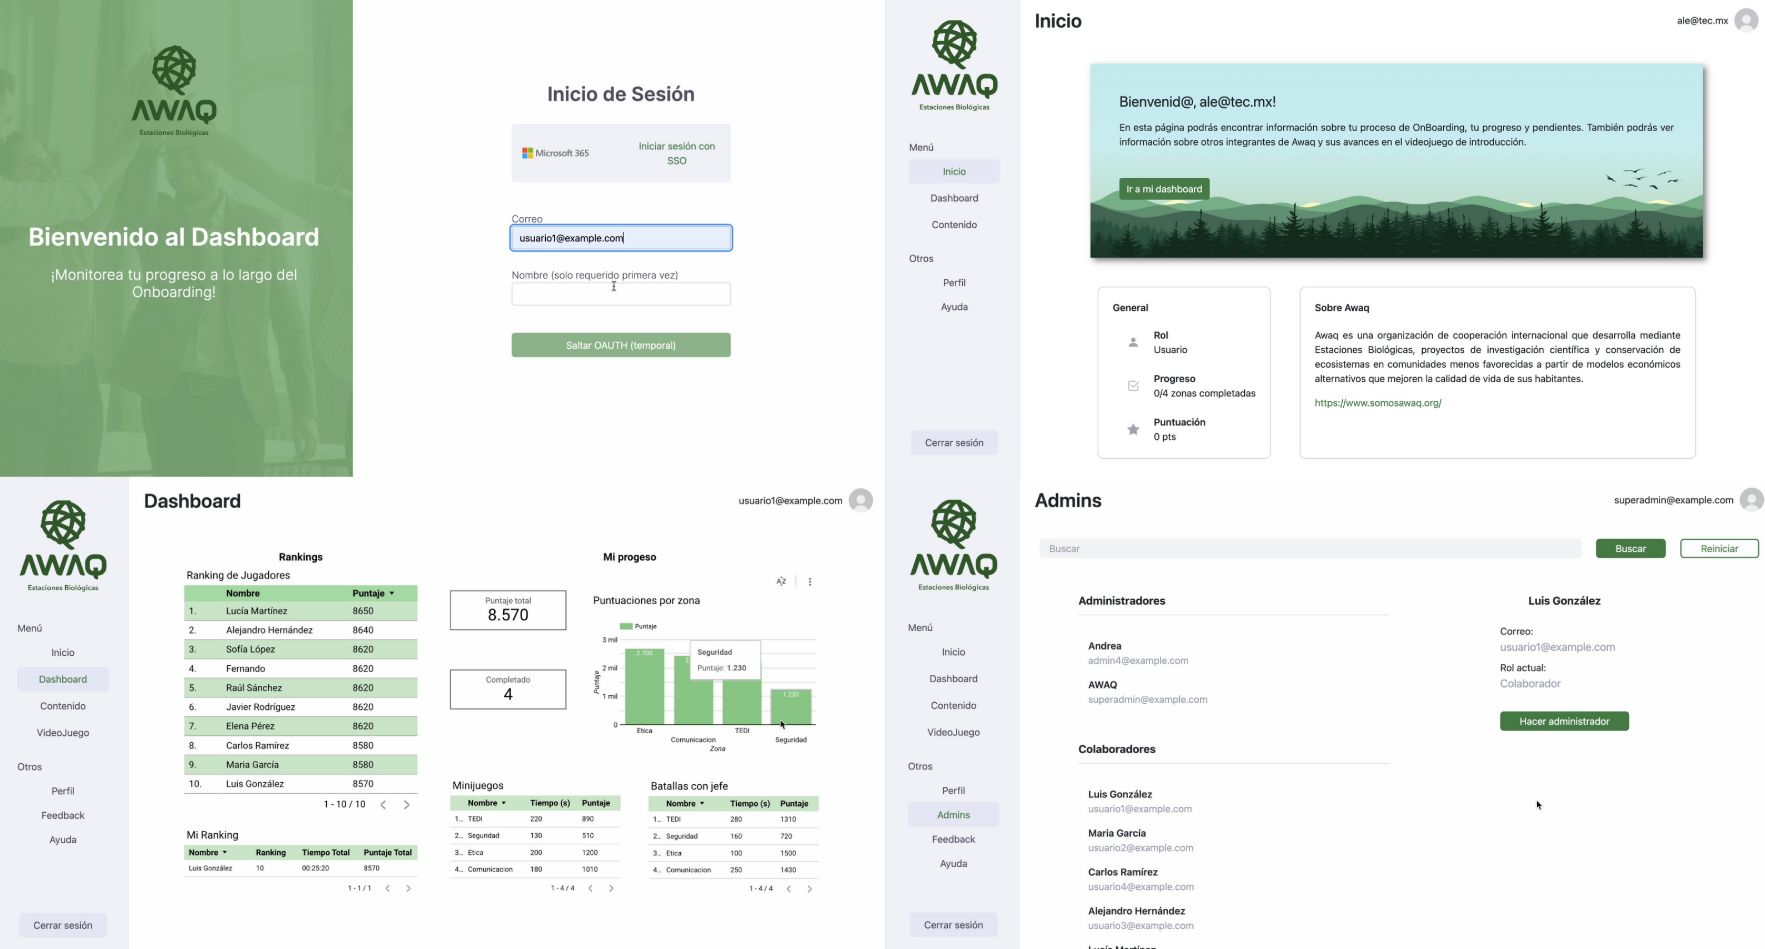 AWAQ
Estaciones Biológicas
Bienvenido al Dashboard
¡Monitorea tu progreso a lo largo del
Onboarding!
Inicio de Sesión
Microsoft 365
Iniciar sesión con
SSO
Correo
usuario1@example.com
Nombre (solo requerido primera vez)
Saltar OAUTH (temporal)
AWAQ
Estaciones Biológicas
Menú
Inicio
Dashboard
Contenido
Otros
Perfil
Ayuda
Cerrar sesión
Inicio
ale@tec.mx
Bienvenid@, ale@tec.mx!
En esta página podrás encontrar información sobre tu proceso de OnBoarding, tu progreso y pendientes. También podrás ver
información sobre otros integrantes de Awaq y sus avances en el videojuego de introducción.
Ir a mi dashboard
General
Rol
Usuario
Progreso
0/4 zonas completadas
Puntuación
0 pts
Sobre Awaq
Awaq es una organización de cooperación internacional que desarrolla mediante
Estaciones Biológicas, proyectos de investigación científica y conservación de
ecosistemas en comunidades menos favorecidas a partir de modelos económicos
alternativos que mejoren la calidad de vida de sus habitantes.
https://www.somosawaq.org/
AWAQ
Estaciones Biológicas
Menú
Inicio
Dashboard
Contenido
VideoJuego
Otros
Perfil
Feedback
Ayuda
Cerrar sesión
Dashboard
usuario1@example.com
Rankings
Ranking de Jugadores
Nombre Puntaje
1. Lucía Martínez 8650
2. Alejandro Hernández 8640
3. Sofía López 8620
4. Fernando 8620
5. Raúl Sánchez 8620
6. Javier Rodríguez 8620
7. Elena Pérez 8620
8. Carlos Ramírez 8580
9. Maria García 8580
10. Luis González 8570
1 - 10 / 10
Mi Ranking
Nombre Ranking Tiempo Total Puntaje Total
Luis González 10 00:25:20 8570
1 - 1 / 1
Mi progeso
Puntaje total
8.570
Completado
4
Puntuaciones por zona
Puntaje
3 mil
2 mil
1 mil
0
Puntaje
2.700
Seguridad
Puntaje: 1.230
1.230
Etica
Comunicacion
TEDI
Seguridad
Zona
Minijuegos
Nombre Tiempo (s) Puntaje
1... TEDI 220 890
2... Seguridad 130 510
3... Etica 200 1200
4... Comunicacion 180 1010
1 - 4 / 4
Batallas con jefe
Nombre Tiempo (s) Puntaje
1... TEDI 280 1310
2... Seguridad 160 720
3... Etica 100 1500
4... Comunicacion 250 1430
1 - 4 / 4
AWAQ
Estaciones Biológicas
Menú
Inicio
Dashboard
Contenido
VideoJuego
Otros
Perfil
Admins
Feedback
Ayuda
Cerrar sesión
Admins
superadmin@example.com
Buscar
Buscar
Reiniciar
Administradores
Andrea
admin4@example.com
AWAQ
superadmin@example.com
Colaboradores
Luis González
usuario1@example.com
Maria García
usuario2@example.com
Carlos Ramírez
usuario4@example.com
Alejandro Hernández
usuario3@example.com
Luis González
Correo:
usuario1@example.com
Rol actual:
Colaborador
Hacer administrador